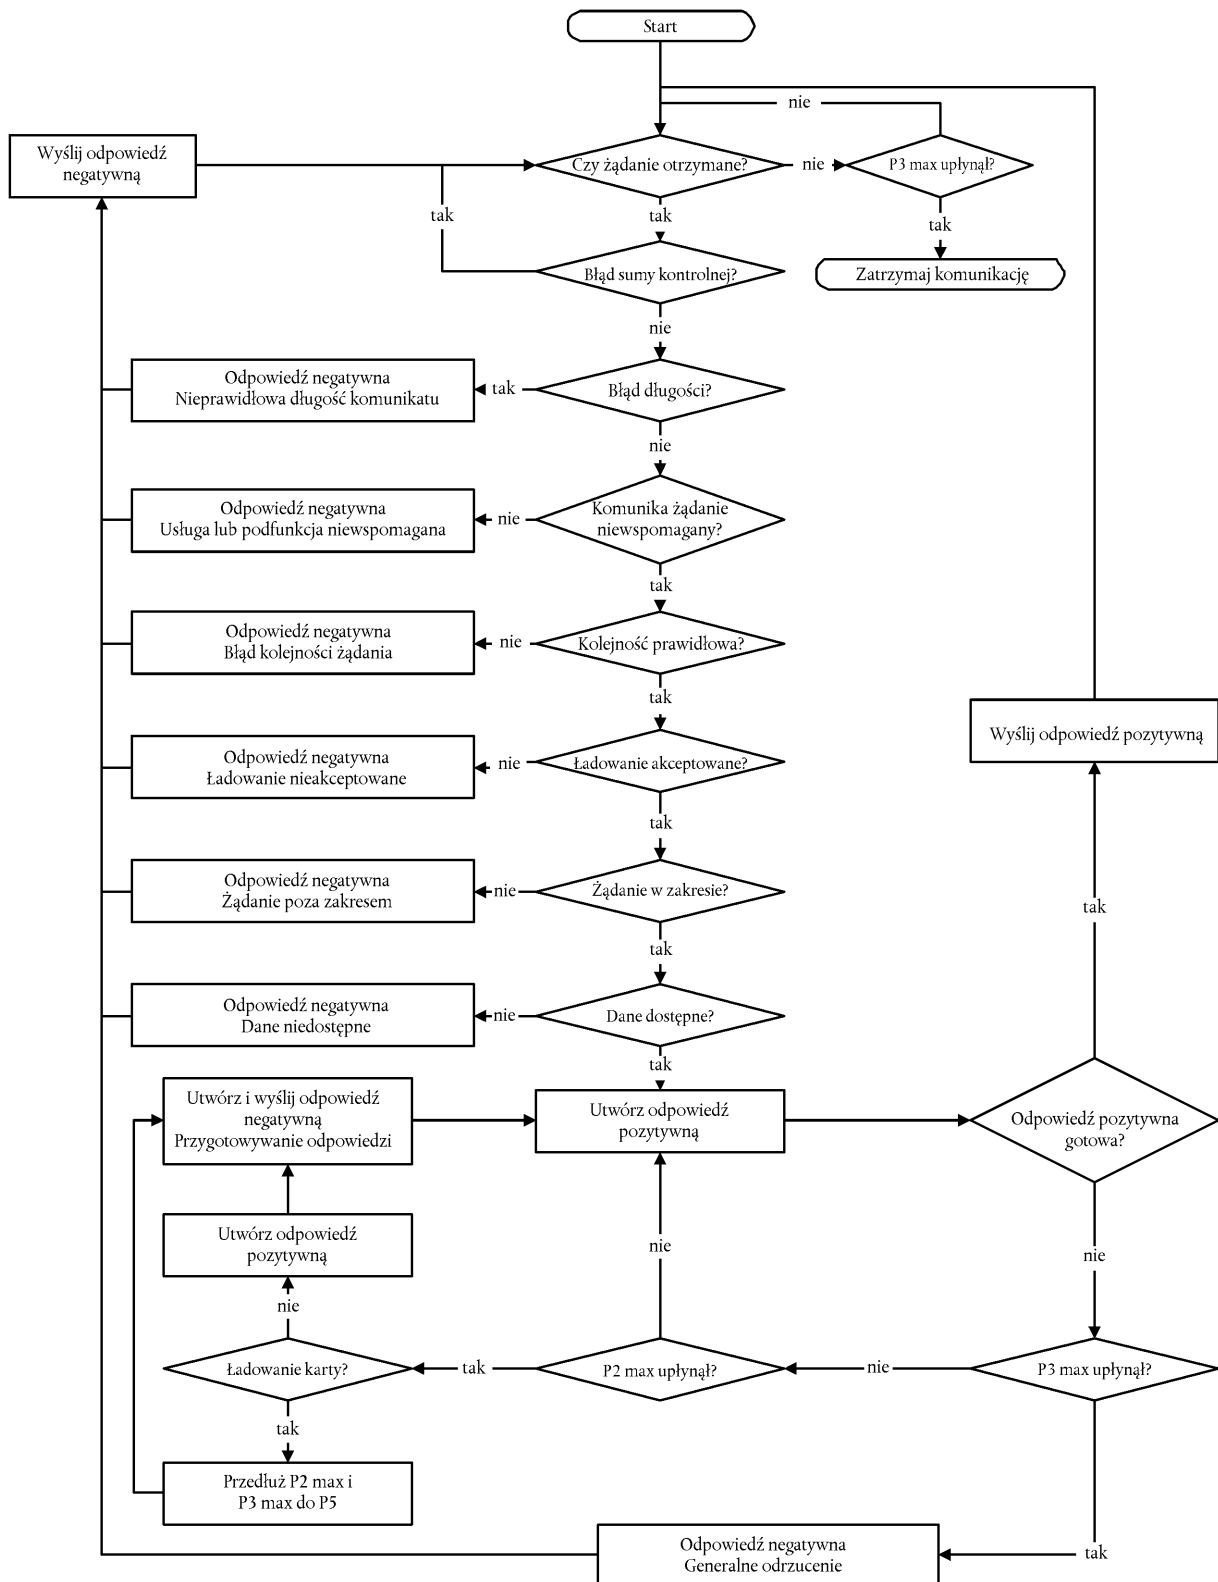 Start
nie
Wyślij odpowiedź
negatywną
Czy żądanie otrzymane?
nie
P3 max upłynął?
tak
tak
tak
Błąd sumy kontrolnej?
Zatrzymaj komunikację
nie
Odpowiedź negatywna
Nieprawidłowa długość komunikatu
tak
Błąd długości?
nie
Odpowiedź negatywna
Usługa lub podfunkcja niewspomagana
nie
Komunika żądanie
niewspomagany?
tak
Odpowiedź negatywna
Błąd kolejności żądania
nie
Kolejność prawidłowa?
tak
Wyślij odpowiedź pozytywną
Odpowiedź negatywna
Ładowanie nieakceptowane
nie
Ładowanie akceptowane?
tak
Odpowiedź negatywna
Żądanie poza zakresem
nie
Żądanie w zakresie?
tak
tak
Odpowiedź negatywna
Dane niedostępne
nie
Dane dostępne?
tak
Utwórz i wyślij odpowiedź
negatywną
Przygotowywanie odpowiedzi
Utwórz odpowiedź
pozytywną
Odpowiedź pozytywna
gotowa?
Utwórz odpowiedź
pozytywną
nie
nie
nie
Ładowanie karty?
tak
P2 max upłynął?
nie
P3 max upłynął?
tak
Przedłuż P2 max i
P3 max do P5
Odpowiedź negatywna
Generalne odrzucenie
tak